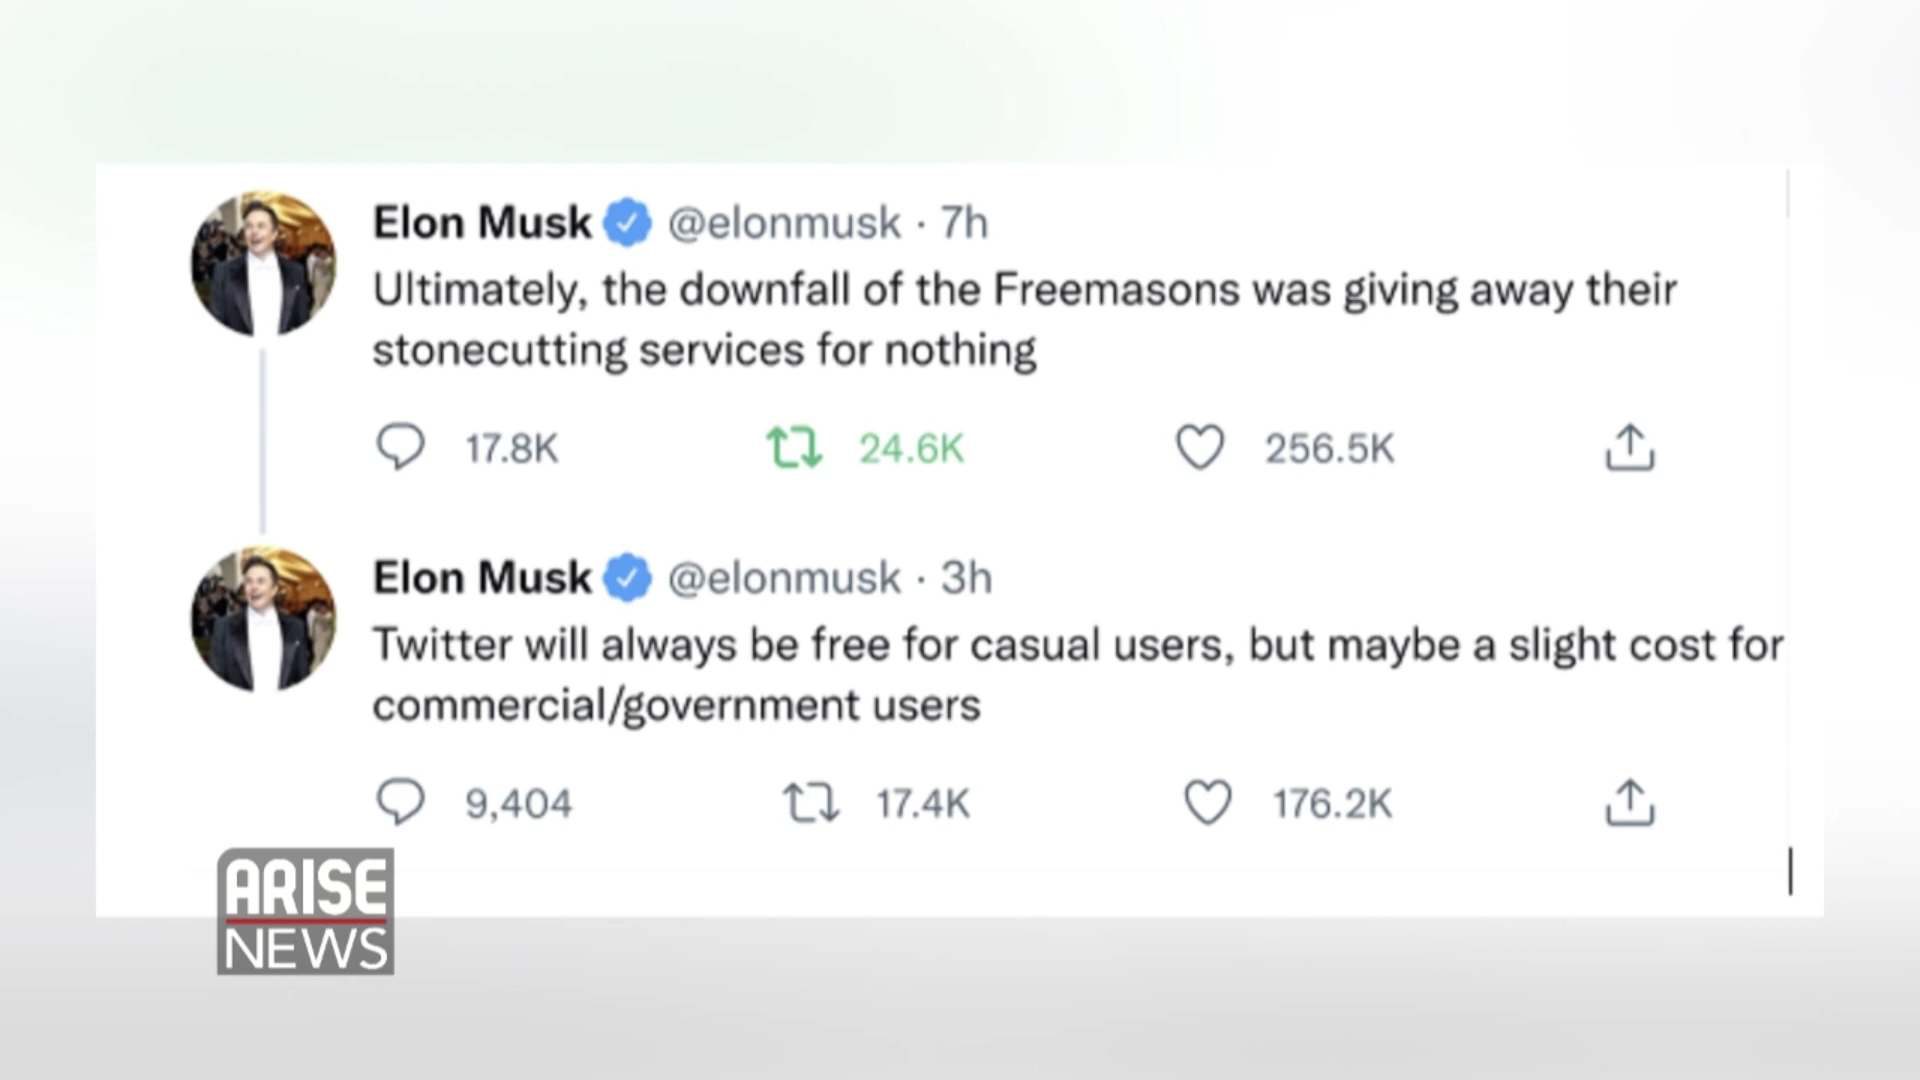 Elon Musk @elonmusk · 7h
Ultimately, the downfall of the Freemasons was giving away their
stonecutting services for nothing
17.8K 24.6K 256.5K
Elon Musk @elonmusk · 3h
Twitter will always be free for casual users, but maybe a slight cost for
commercial/government users
9,404 17.4K 176.2K
ARISE
NEWS